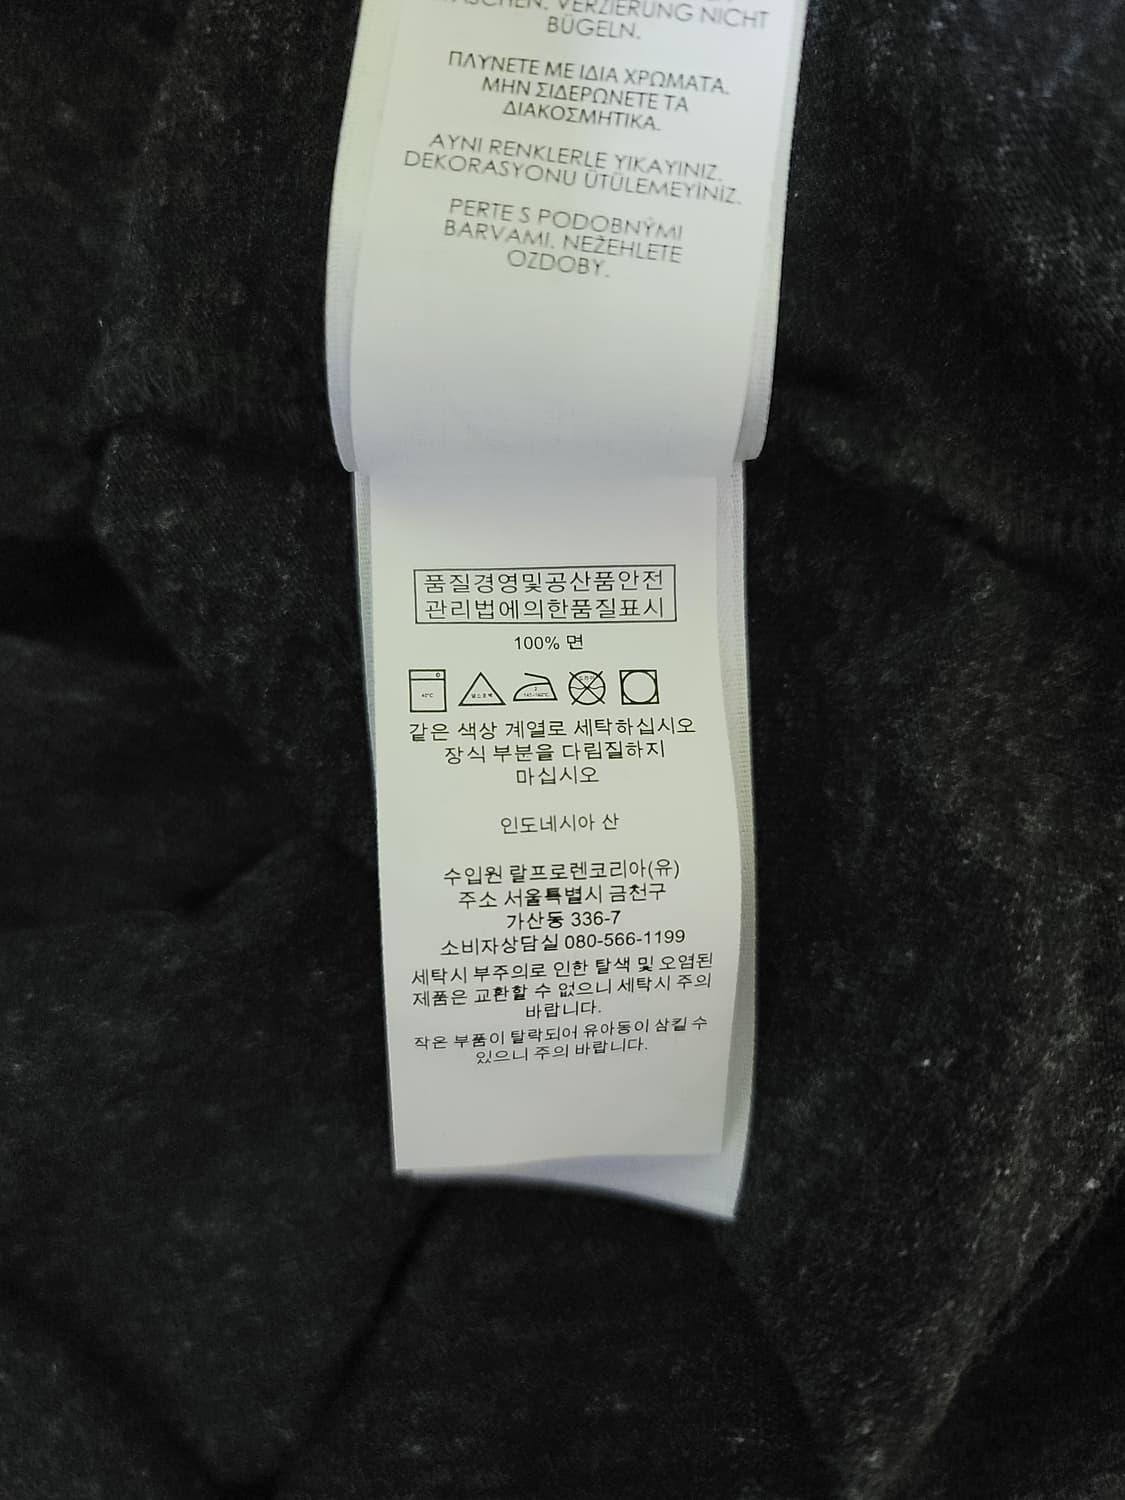 VERZIERUNG NICHT
BÜGELN.
ΠΛΥΝΕΤΕ ΜΕ ΙΔΙΑ ΧΡΩΜΑΤΑ.
ΜΗΝ ΣΙΔΕΡΩΝΕΤΕ ΤΑ
ΔΙΑΚΟΣΜΗΤΙΚΑ.
AYNI RENKLERLE YIKAYINIZ.
DEKORASYONU ÜTÜLEMEYİNİZ.
PERTE S PODOBNÝMI
BARVAMI. NEŽEHLETE
OZDOBY.
품질경영및공산품안전
관리법에의한품질표시
100% 면
같은 색상 계열로 세탁하십시오
장식 부분을 다림질하지
마십시오
인도네시아 산
수입원 랄프로렌코리아(유)
주소 서울특별시 금천구
가산동 336-7
소비자상담실 080-566-1199
세탁시 부주의로 인한 탈색 및 오염된
제품은 교환할 수 없으니 세탁시 주의
바랍니다.
작은 부품이 탈락되어 유아동이 삼킬 수
있으니 주의 바랍니다.